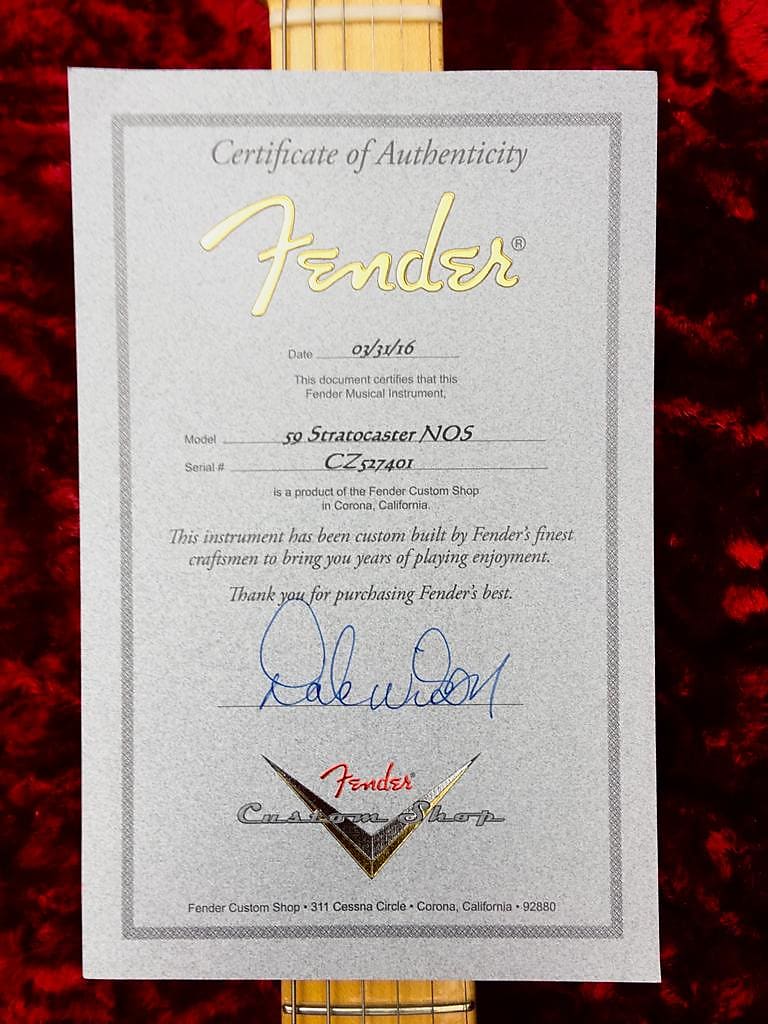 Certificate of Authenticity
Fender®
Date 03/31/16
This document certifies that this
Fender Musical Instrument,
Model 59 Stratocaster NOS
Serial # CZ527401
is a product of the Fender Custom Shop
in Corona, California.
This instrument has been custom built by Fender's finest
craftsmen to bring you years of playing enjoyment.
Thank you for purchasing Fender's best.
Dale Wilson
Fender
Custom Shop
Fender Custom Shop • 311 Cessna Circle • Corona, California • 92880